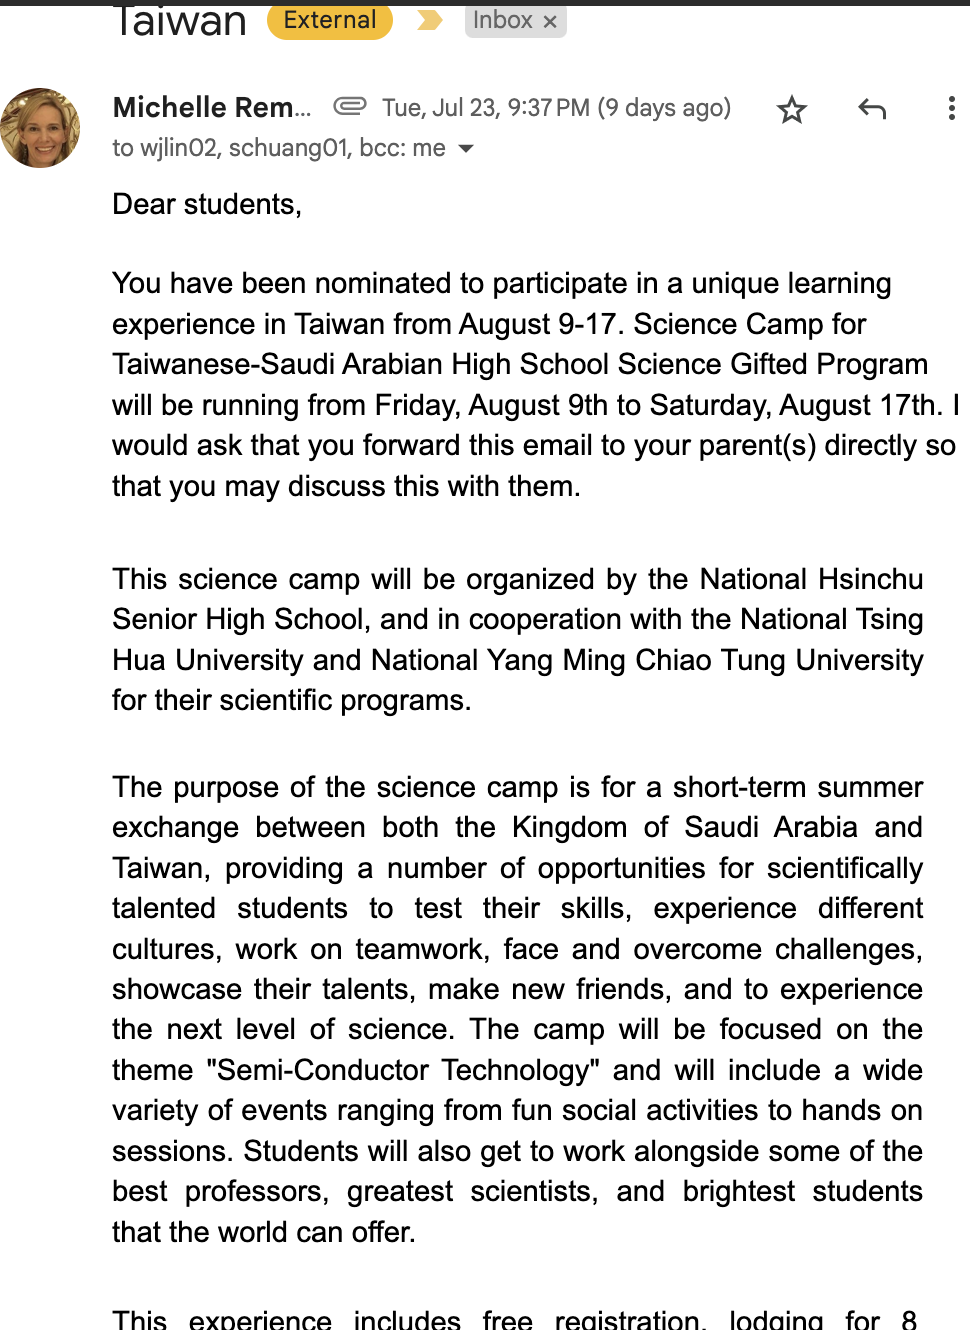 Taiwan External Inbox ×
Michelle Rem... Tue, Jul 23, 9:37 PM (9 days ago)
to wjlin02, schuang01, bcc: me
Dear students,
You have been nominated to participate in a unique learning
experience in Taiwan from August 9-17. Science Camp for
Taiwanese-Saudi Arabian High School Science Gifted Program
will be running from Friday, August 9th to Saturday, August 17th. I
would ask that you forward this email to your parent(s) directly so
that you may discuss this with them.
This science camp will be organized by the National Hsinchu
Senior High School, and in cooperation with the National Tsing
Hua University and National Yang Ming Chiao Tung University
for their scientific programs.
The purpose of the science camp is for a short-term summer
exchange between both the Kingdom of Saudi Arabia and
Taiwan, providing a number of opportunities for scientifically
talented students to test their skills, experience different
cultures, work on teamwork, face and overcome challenges,
showcase their talents, make new friends, and to experience
the next level of science. The camp will be focused on the
theme "Semi-Conductor Technology" and will include a wide
variety of events ranging from fun social activities to hands on
sessions. Students will also get to work alongside some of the
best professors, greatest scientists, and brightest students
that the world can offer.
This experience includes free registration, lodging for 8